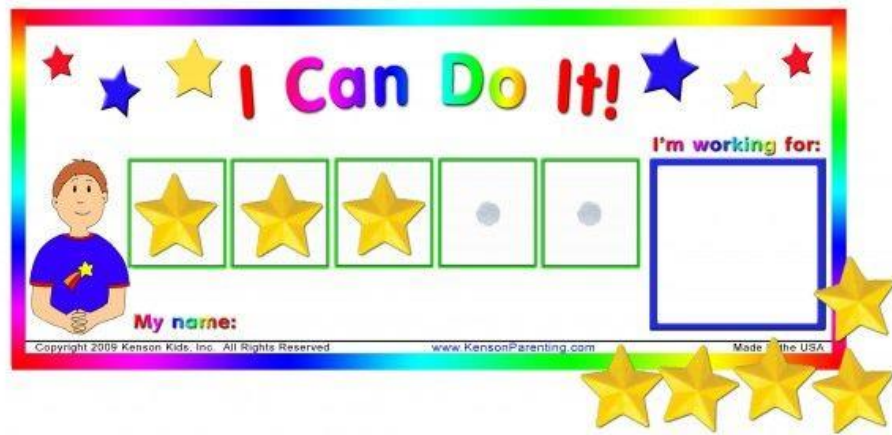 I Can Do It!
I'm working for:
My name:
Copyright 2009 Kenson Kids, Inc. All Rights Reserved
www.KensonParenting.com
Made the USA